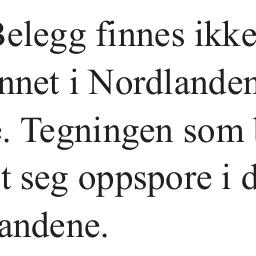 Belegg finnes ikke
nnet i Nordlanden
. Tegningen som
t seg oppspore i d
andene.